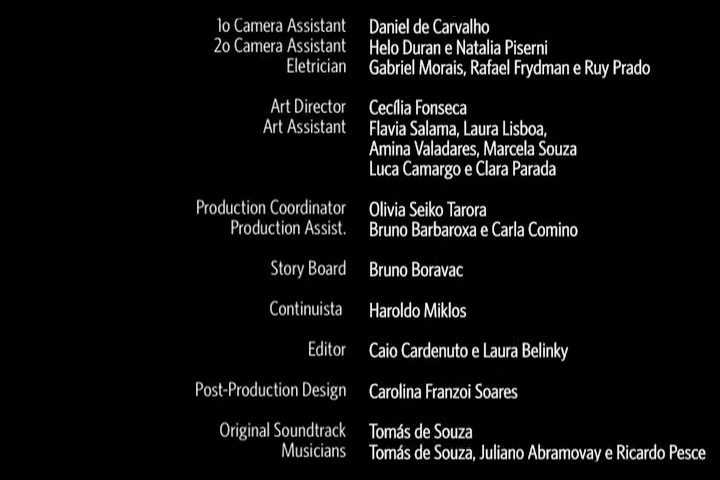 1o Camera Assistant Daniel de Carvalho
2o Camera Assistant Helo Duran e Natalia Piserni
Eletrician Gabriel Morais, Rafael Frydman e Ruy Prado
Art Director Cecília Fonseca
Art Assistant Flavia Salama, Laura Lisboa,
Amina Valadares, Marcela Souza
Luca Camargo e Clara Parada
Production Coordinator Olivia Seiko Tarora
Production Assist. Bruno Barbaroxa e Carla Comino
Story Board Bruno Boravac
Continuista Haroldo Miklos
Editor Caio Cardenuto e Laura Belinky
Post-Production Design Carolina Franzoi Soares
Original Soundtrack Tomás de Souza
Musicians Tomás de Souza, Juliano Abramovay e Ricardo Pesce